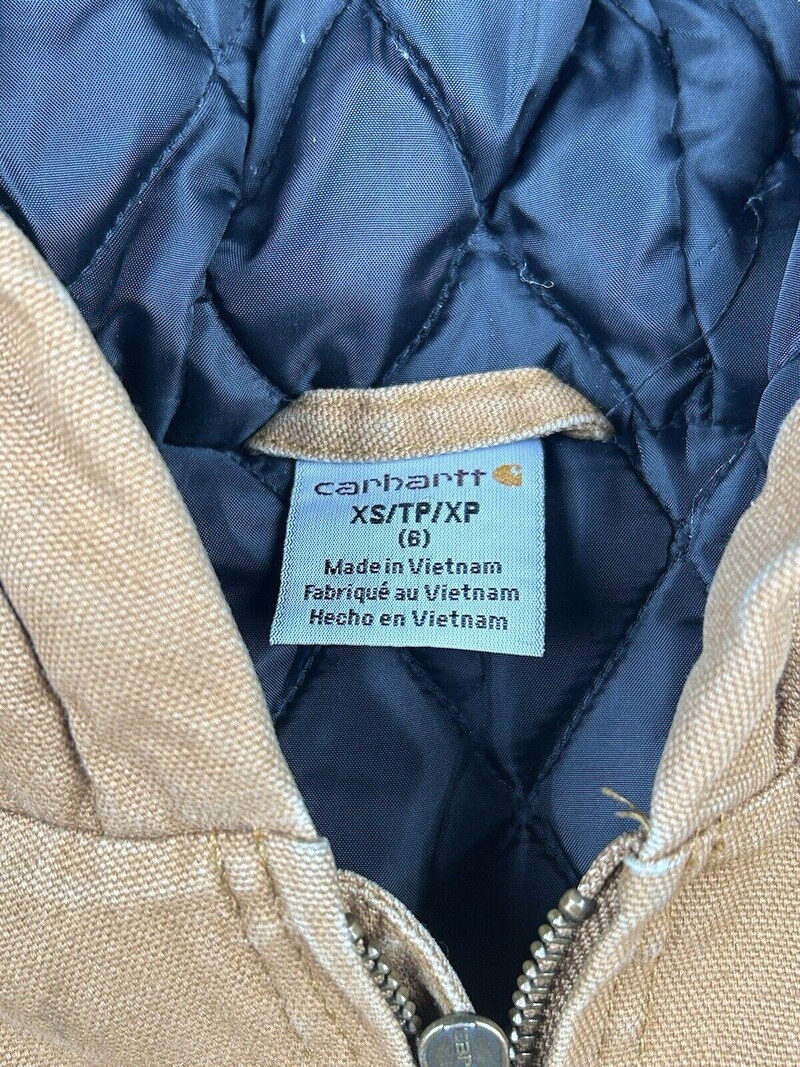 carhartt
XS/TP/XP
(6)
Made in Vietnam
Fabriqué au Vietnam
Hecho en Vietnam